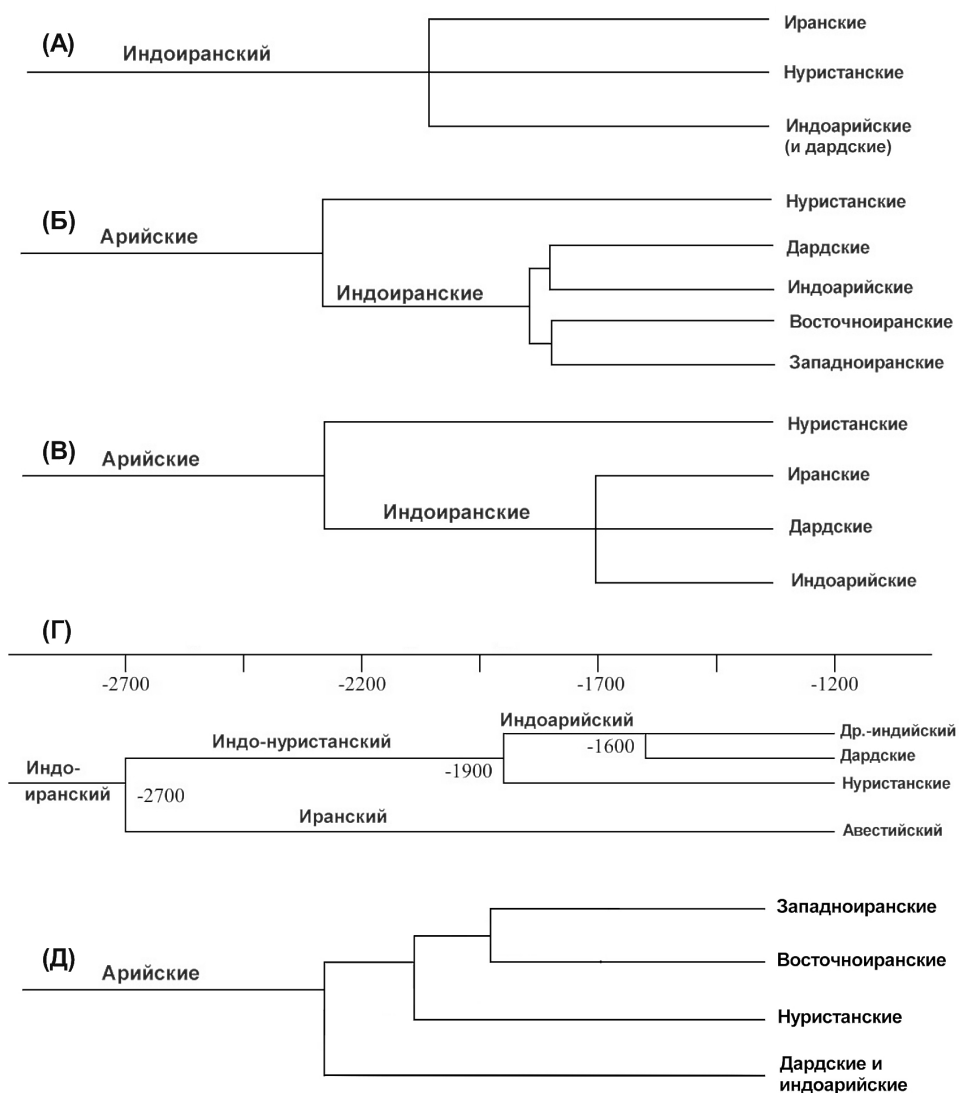 (А)
Индоиранский
Иранские
Нуристанские
Индоарийские
(и дардские)
(Б)
Арийские
Индоиранские
Нуристанские
Дардские
Индоарийские
Восточноиранские
Западноиранские
(В)
Арийские
Индоиранские
Нуристанские
Иранские
Дардские
Индоарийские
(Г)
-2700
-2200
-1700
-1200
Индо-
иранский
-2700
Индо-нуристанский
-1900
Индоарийский
-1600
Иранский
Др.-индийский
Дардские
Нуристанские
Авестийский
(Д)
Арийские
Западноиранские
Восточноиранские
Нуристанские
Дардские и
индоарийские